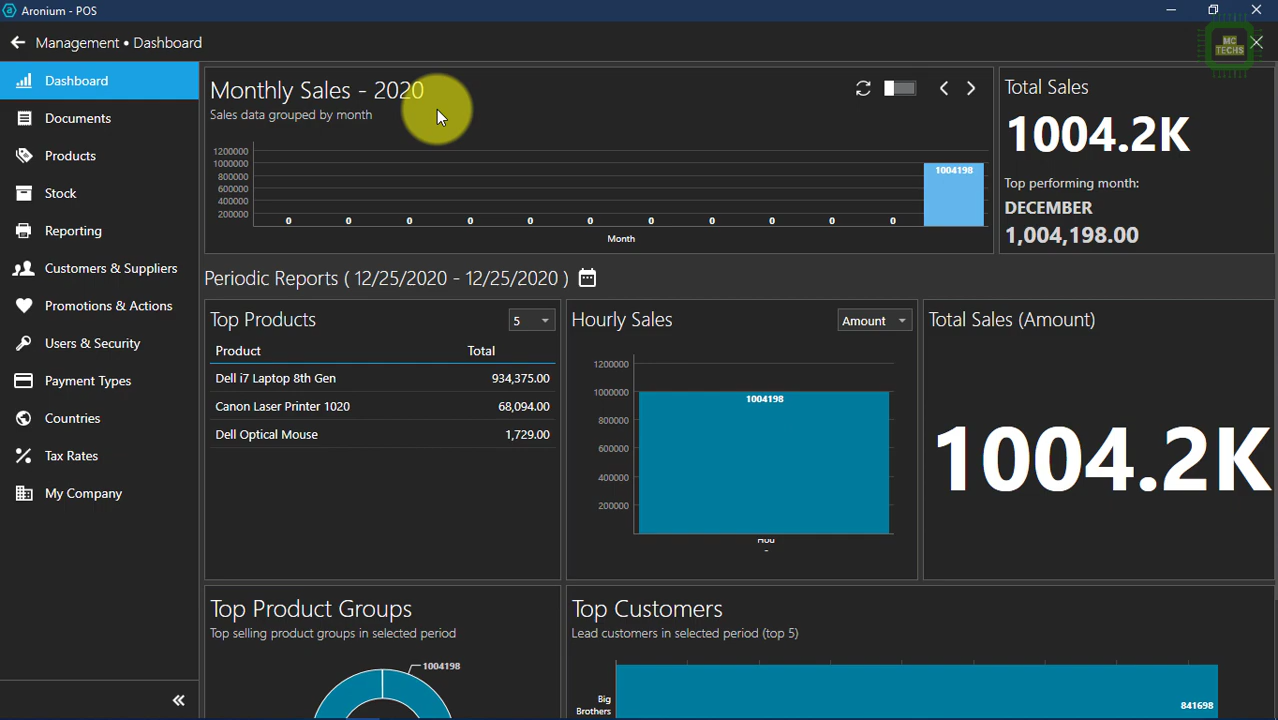 Aronium - POS
Management • Dashboard
MC
TECHS
Dashboard
Documents
Products
Stock
Reporting
Customers & Suppliers
Promotions & Actions
Users & Security
Payment Types
Countries
Tax Rates
My Company
Monthly Sales - 2020
Sales data grouped by month
1200000
1000000
800000
600000
400000
200000
0 0 0 0 0 0 0 0 0 0 0 1004198
Month
Total Sales
1004.2K
Top performing month:
DECEMBER
1,004,198.00
Periodic Reports ( 12/25/2020 - 12/25/2020 )
Top Products
5
Product Total
Dell i7 Laptop 8th Gen 934,375.00
Canon Laser Printer 1020 68,094.00
Dell Optical Mouse 1,729.00
Hourly Sales
Amount
1200000
1000000
800000
600000
400000
200000
1004198
Total Sales (Amount)
1004.2K
Top Product Groups
Top selling product groups in selected period
1004198
Top Customers
Lead customers in selected period (top 5)
Big
Brothers
841698